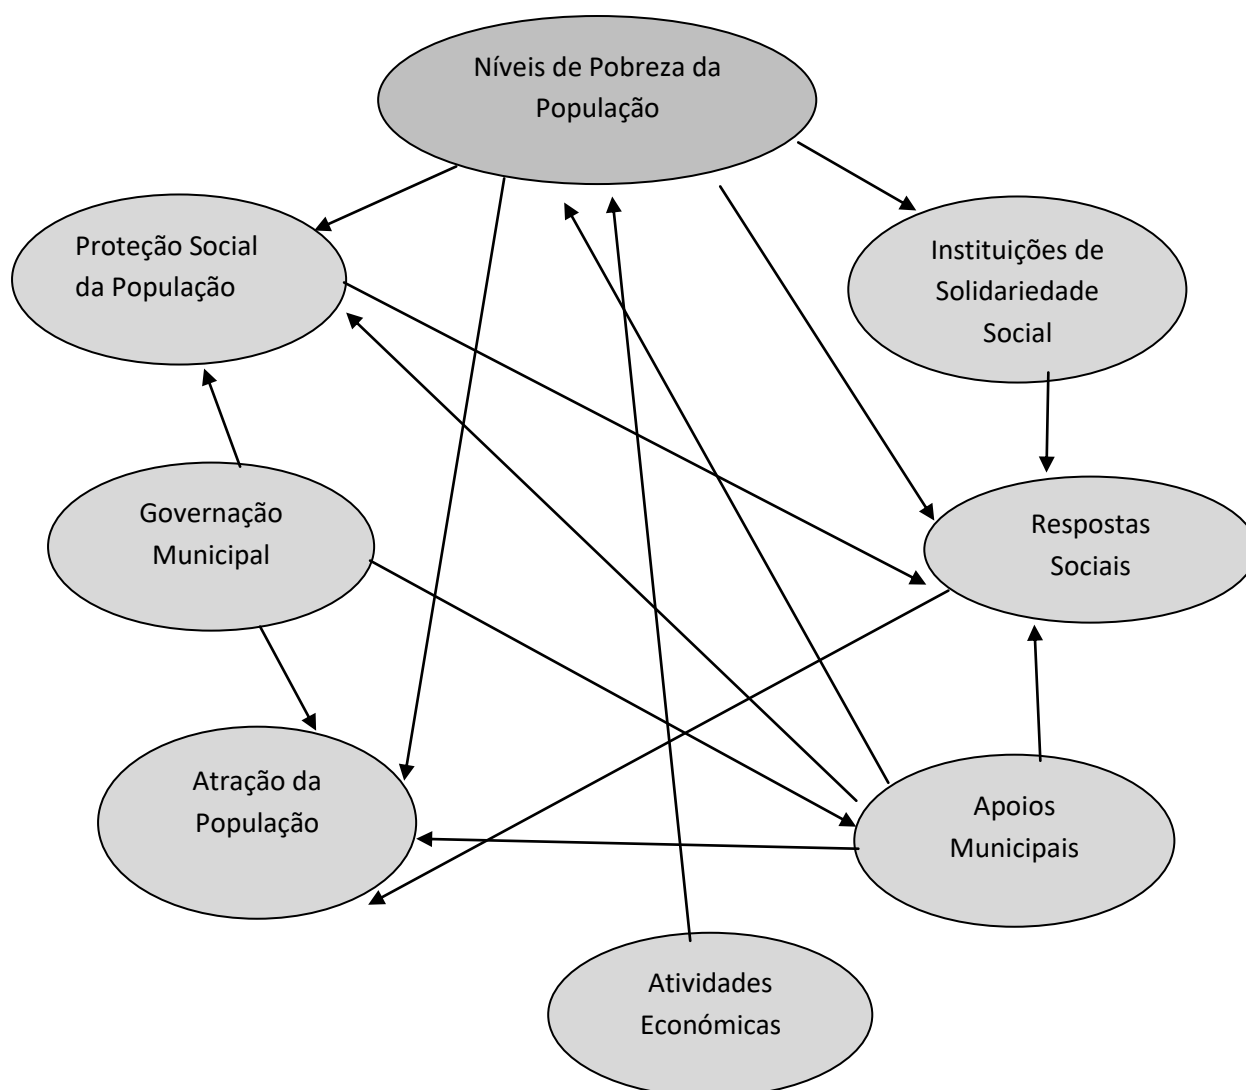 Níveis de Pobreza da
População
Proteção Social
da População
Instituições de
Solidariedade
Social
Governação
Municipal
Respostas
Sociais
Atração da
População
Apoios
Municipais
Atividades
Económicas